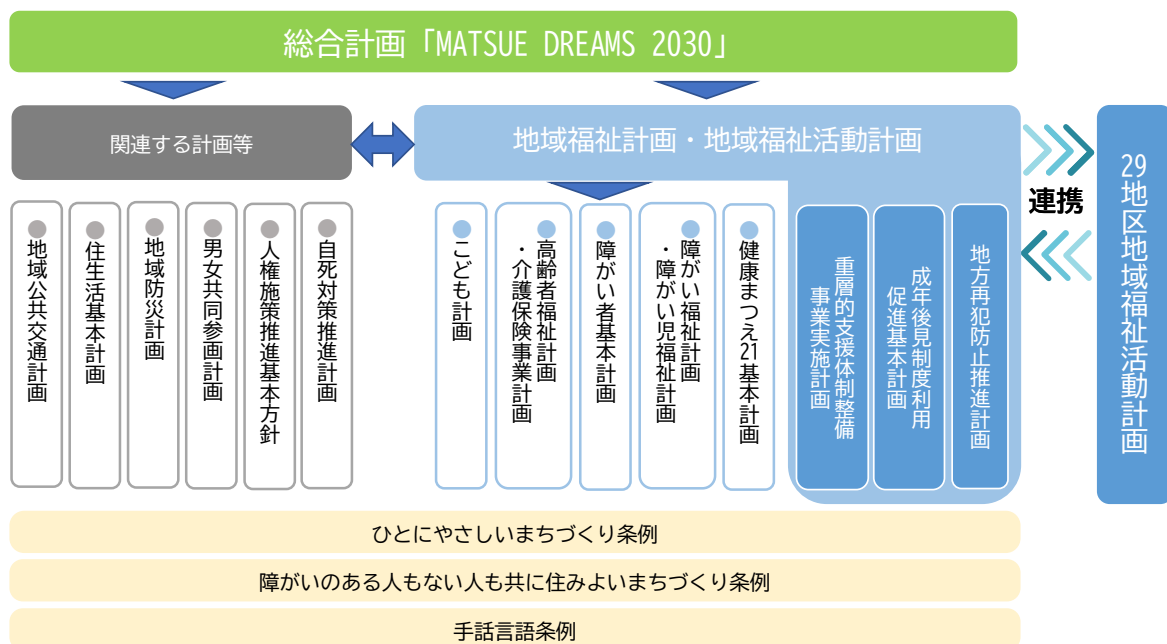 総合計画「MATSUE DREAMS 2030」
関連する計画等
地域福祉計画・地域福祉活動計画
連携
29地区地域福祉活動計画
地域公共交通計画
住生活基本計画
地域防災計画
男女共同参画計画
人権施策推進基本方針
自死対策推進計画
こども計画
高齢者福祉計画
・介護保険事業計画
障がい者基本計画
障がい福祉計画
・障がい児福祉計画
健康まつえ21基本計画
重層的支援体制整備
事業実施計画
成年後見制度利用
促進基本計画
地方再犯防止推進計画
ひとにやさしいまちづくり条例
障がいのある人もない人も共に住みよいまちづくり条例
手話言語条例